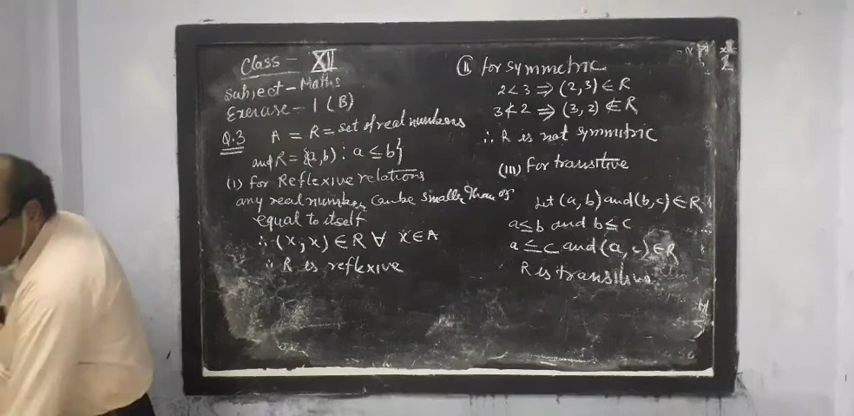 Class - XII
Subject - Maths
Exercise - 1 (B)
Q.3 A = R = set of real numbers
and R = {(a,b) : a ≤ b}
(i) for Reflexive relations
any real number x can be smaller than or
equal to itself
∴ (x, x) ∈ R ∀ x ∈ A
∴ R is reflexive
(ii) for symmetric
2 < 3 ⇒ (2,3) ∈ R
3 ≮ 2 ⇒ (3,2) ∉ R
∴ R is not symmetric
(iii) for transitive
Let (a, b) and (b, c) ∈ R
a ≤ b and b ≤ c
a ≤ c and (a, c) ∈ R
R is transitive